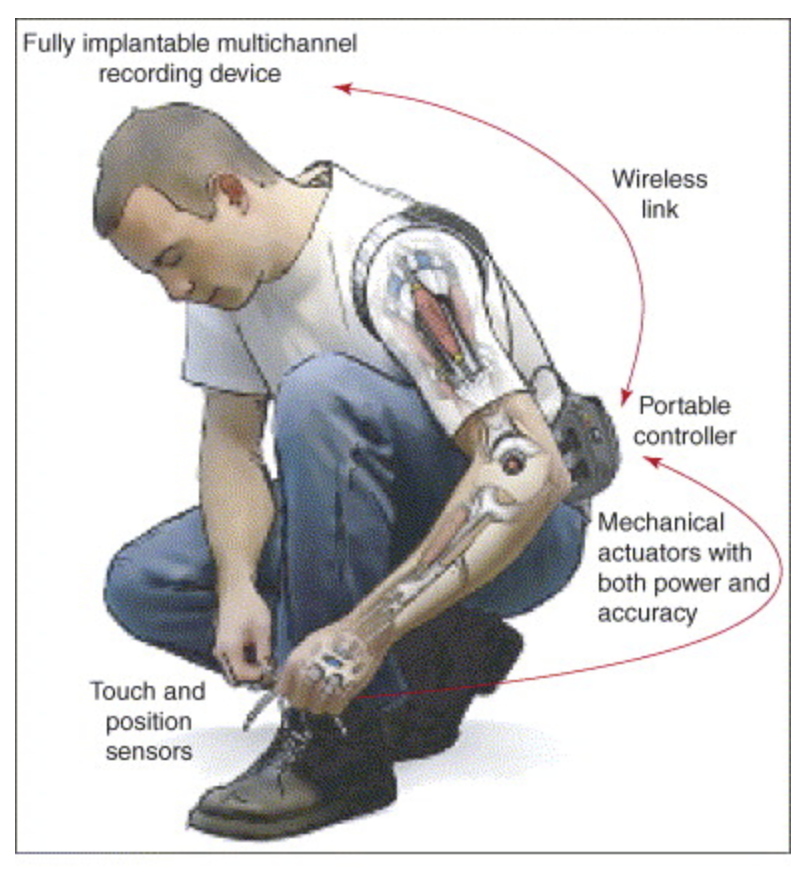 Fully implantable multichannel
recording device
Wireless
link
Portable
controller
Mechanical
actuators with
both power and
accuracy
Touch and
position
sensors